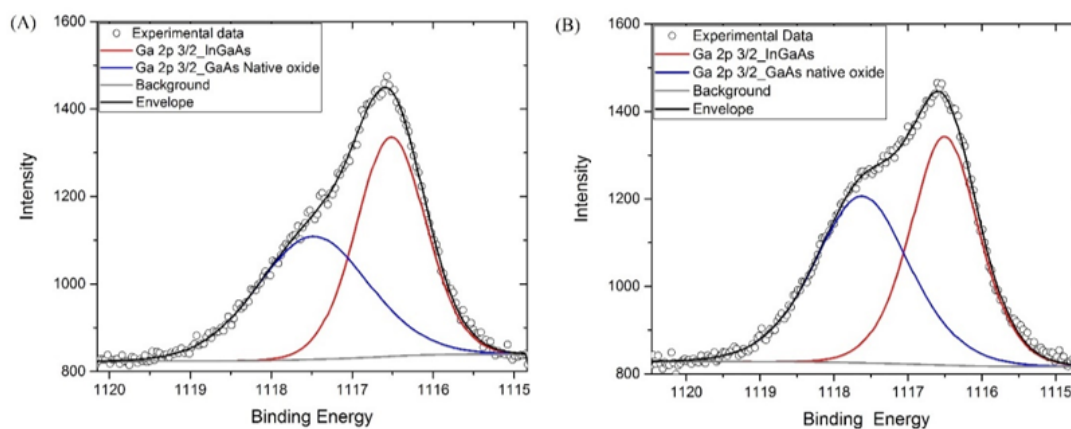 (A)
1600
1400
1200
1000
800
Intensity
Experimental data
Ga 2p 3/2_InGaAs
Ga 2p 3/2_GaAs Native oxide
Background
Envelope
1120 1119 1118 1117 1116 1115
Binding Energy
(B)
1600
1400
1200
1000
800
Intensity
Experimental Data
Ga 2p 3/2_InGaAs
Ga 2p 3/2_GaAs native oxide
Background
Envelope
1120 1119 1118 1117 1116 1115
Binding Energy